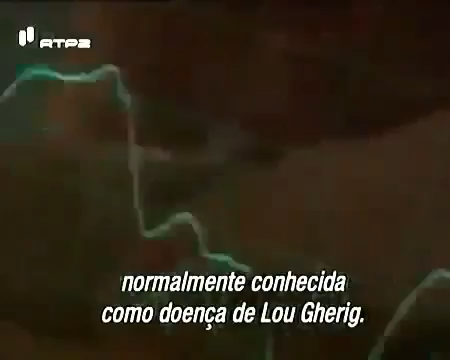 RTP2
normalmente conhecida
como doença de Lou Gherig.